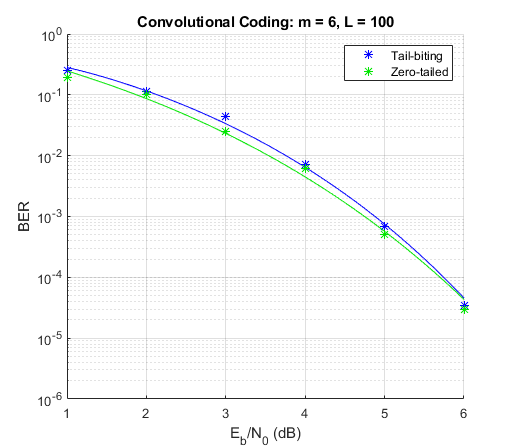 Convolutional Coding: m = 6, L = 100
Tail-biting
Zero-tailed
10^0
10^-1
10^-2
10^-3
10^-4
10^-5
10^-6
BER
1 2 3 4 5 6
E_b/N_0 (dB)